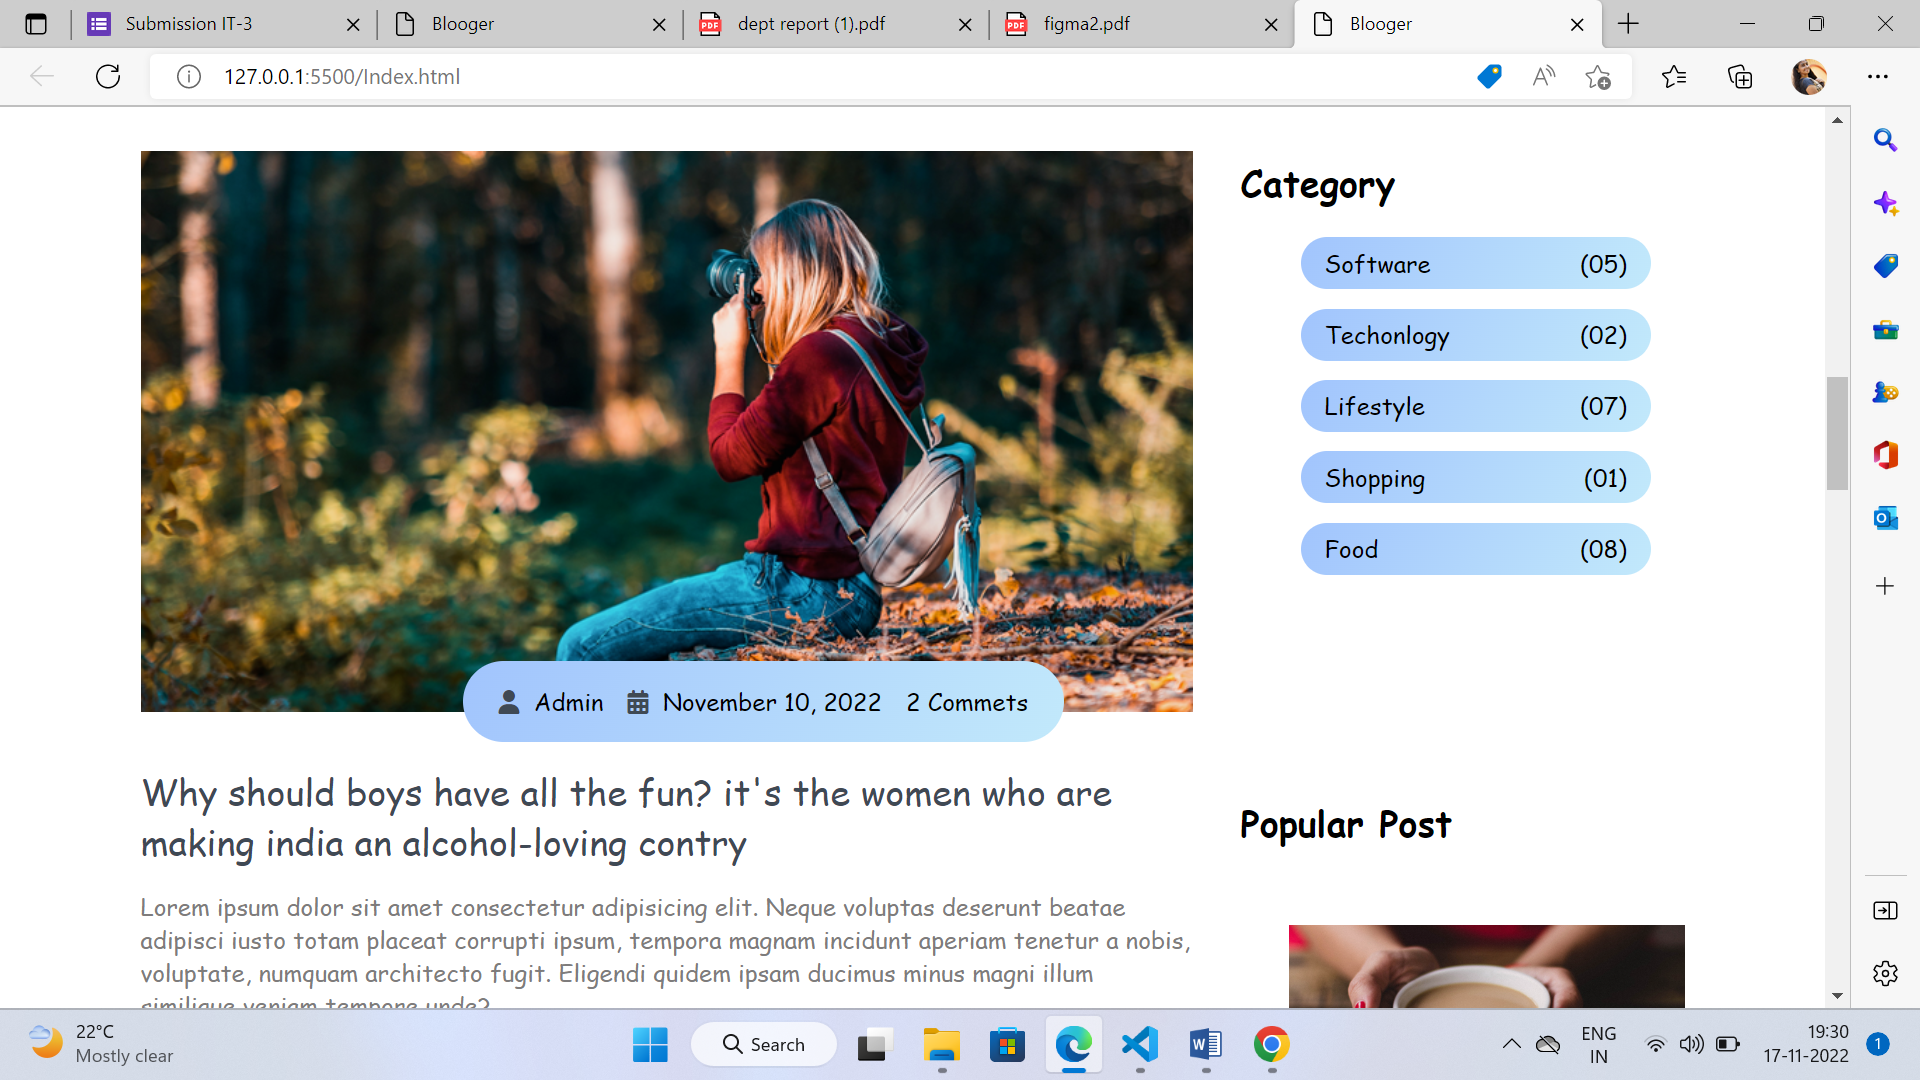 Submission IT-3
Blooger
dept report (1).pdf
figma2.pdf
Blooger
127.0.0.1:5500/Index.html
Category
Software (05)
Techonlogy (02)
Lifestyle (07)
Shopping (01)
Food (08)
Admin November 10, 2022 2 Commets
Why should boys have all the fun? it's the women who are
making india an alcohol-loving contry
Popular Post
Lorem ipsum dolor sit amet consectetur adipisicing elit. Neque voluptas deserunt beatae
adipisci iusto totam placeat corrupti ipsum, tempora magnam incidunt aperiam tenetur a nobis,
voluptate, numquam architecto fugit. Eligendi quidem ipsam ducimus minus magni illum
similique veniam tempore unde?
22°C
Mostly clear
Search
ENG
IN
19:30
17-11-2022
1